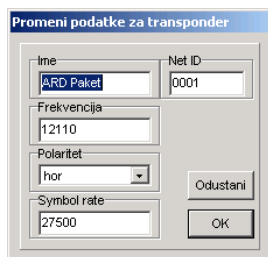 Promeni podatke za transponder
Ime
Net ID
ARD Paket
0001
Frekvencija
12110
Polaritet
hor
Odustani
Symbol rate
27500
OK